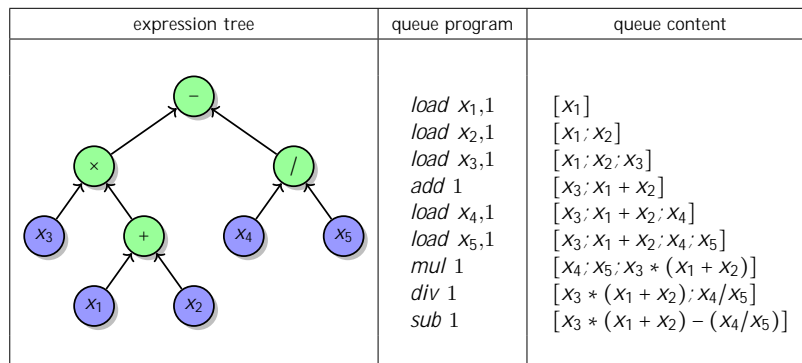 expression tree queue program queue content
−
× /
x₃ + x₄ x₅
x₁ x₂
load x₁,1 [x₁]
load x₂,1 [x₁; x₂]
load x₃,1 [x₁; x₂; x₃]
add 1 [x₃; x₁ + x₂]
load x₄,1 [x₃; x₁ + x₂; x₄]
load x₅,1 [x₃; x₁ + x₂; x₄; x₅]
mul 1 [x₄; x₅; x₃ * (x₁ + x₂)]
div 1 [x₃ * (x₁ + x₂); x₄/x₅]
sub 1 [x₃ * (x₁ + x₂) − (x₄/x₅)]